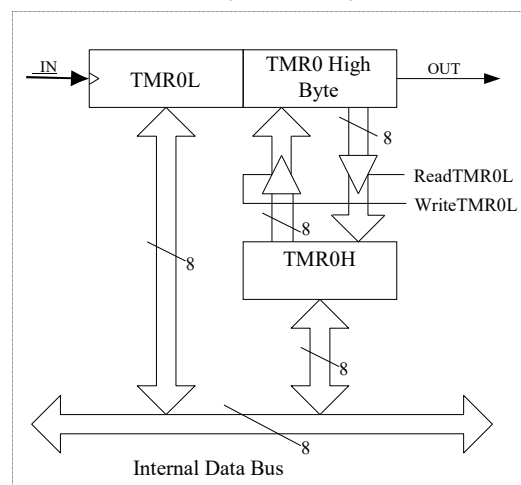 IN
TMR0L
TMR0 High
Byte
OUT
8
ReadTMR0L
WriteTMR0L
8
TMR0H
8
8
8
Internal Data Bus